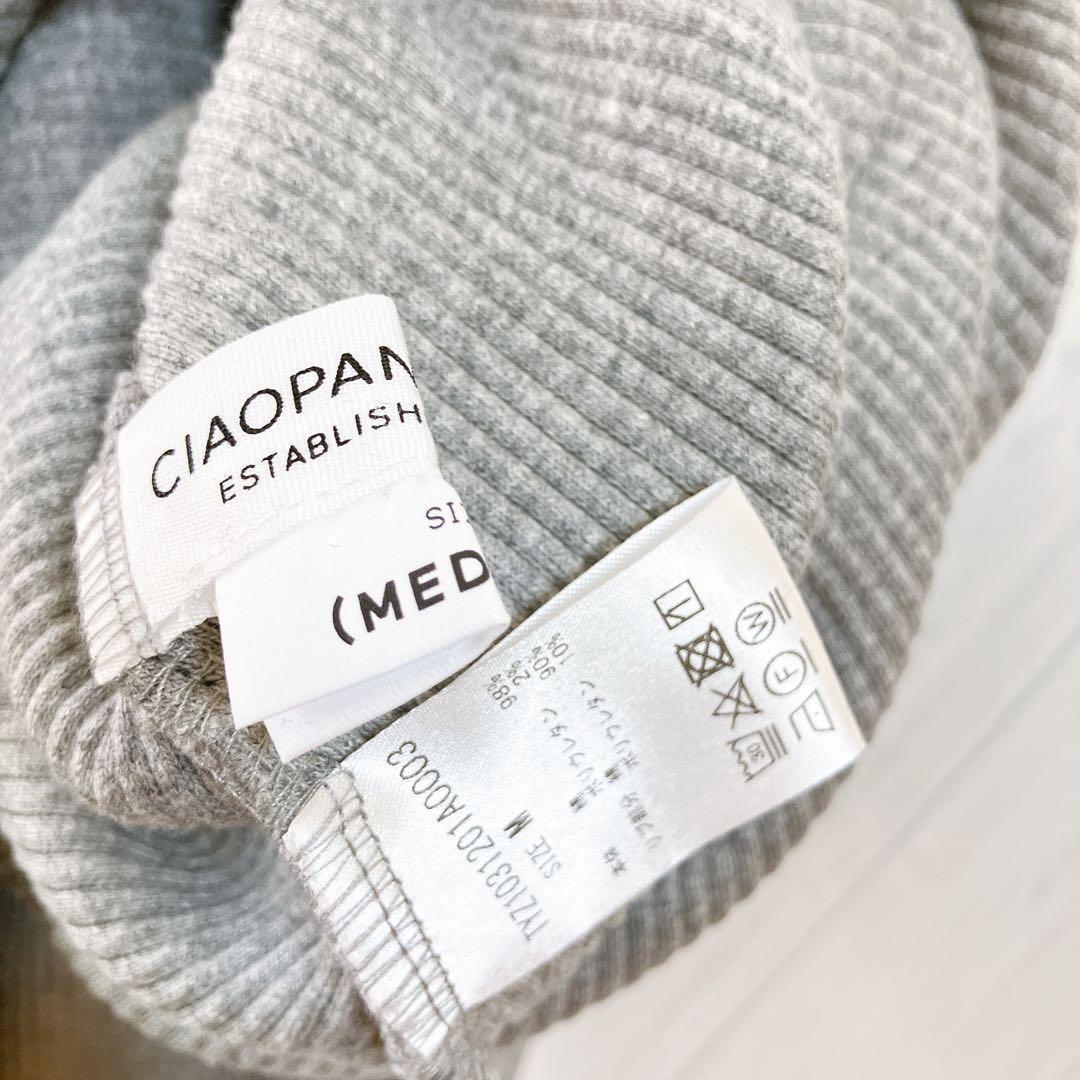 CIAOPAN
ESTABLISH
SI
(MED
TYZ1031201A0003
SIZE M
本体 綿 98%
ポリウレタン 2%
リブ部分 綿 90%
ポリウレタン 10%
30
W
F